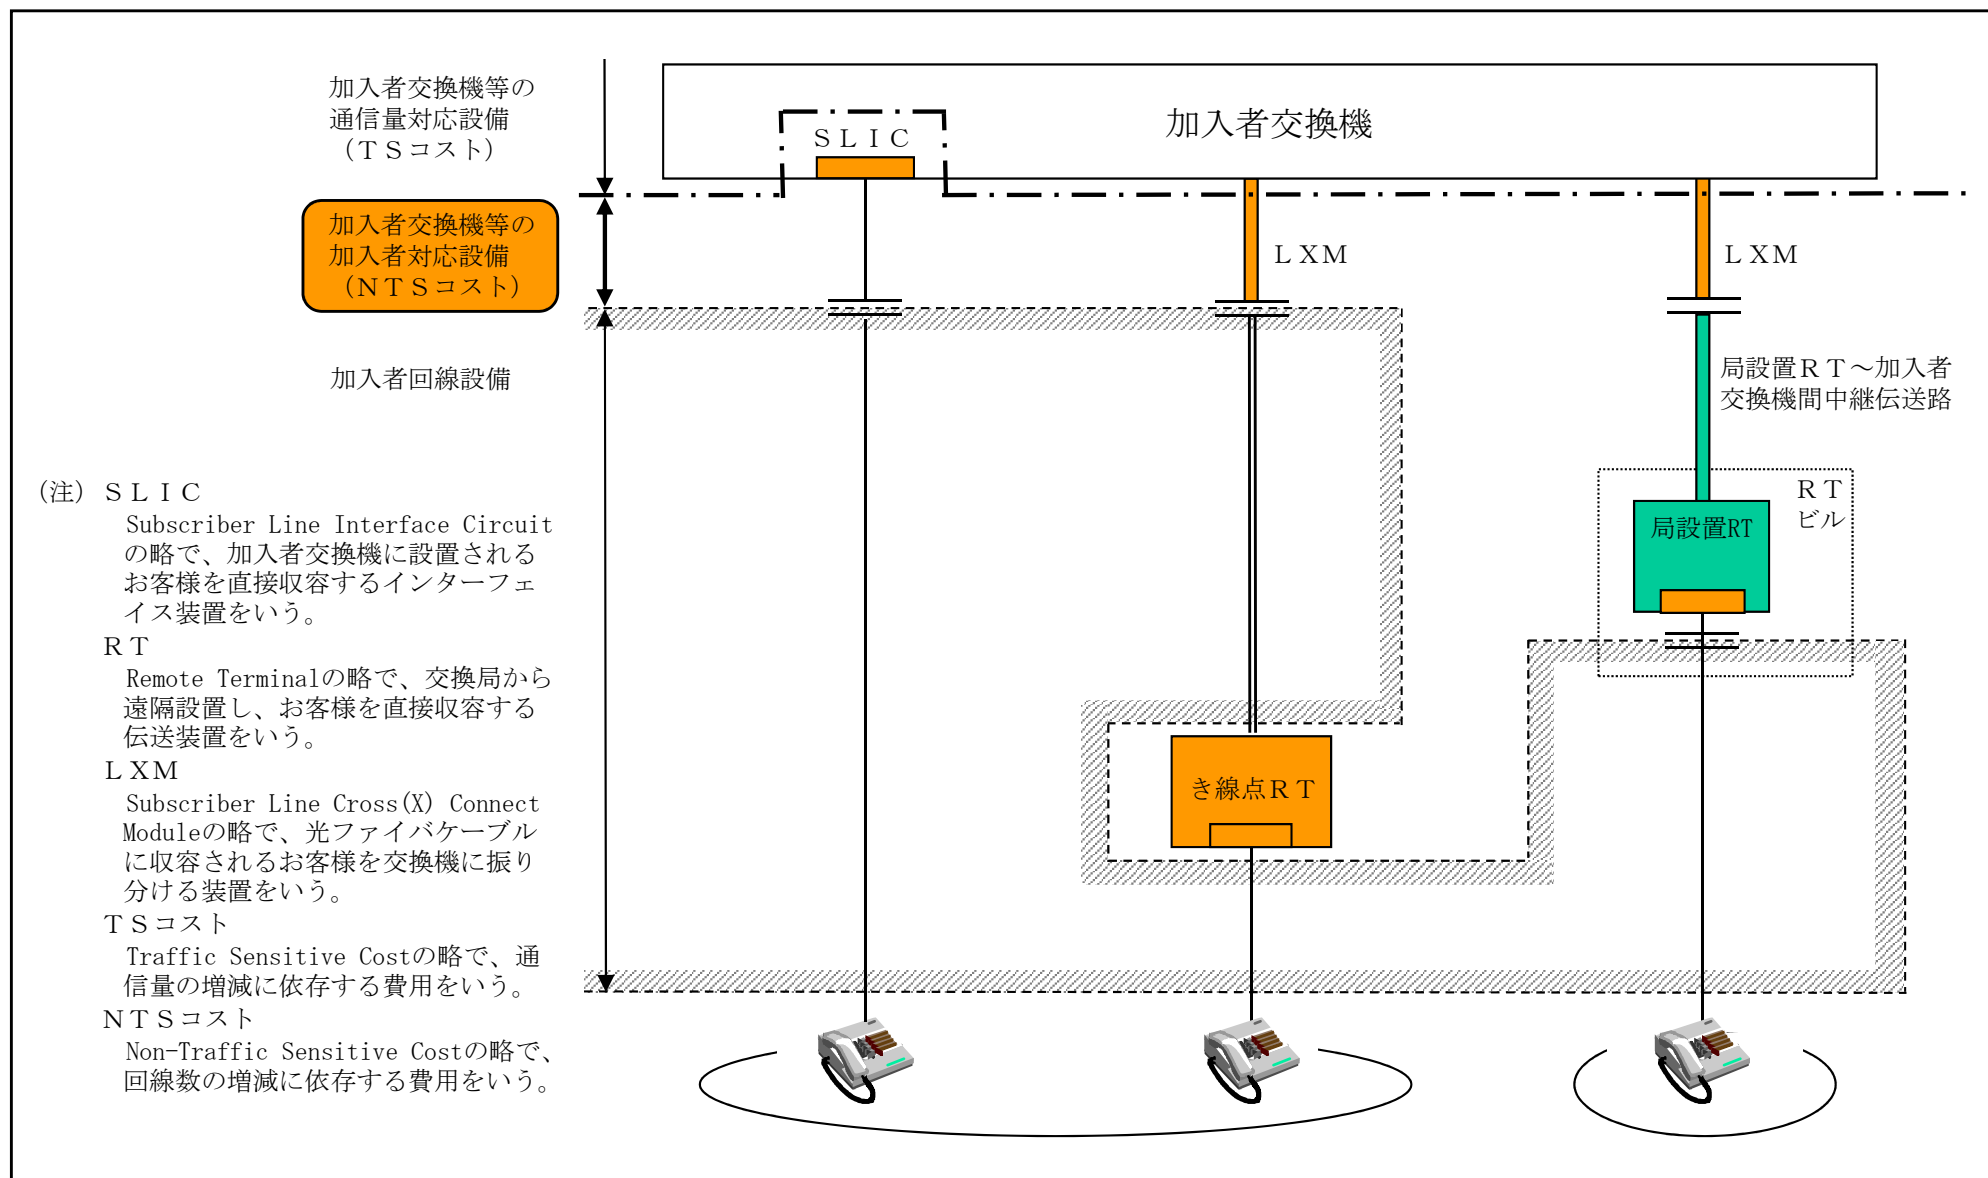 加入者交換機等の
通信量対応設備
（ＴＳコスト）
加入者交換機
ＳＬＩＣ
加入者交換機等の
加入者対応設備
（ＮＴＳコスト）
ＬＸＭ
ＬＸＭ
加入者回線設備
局設置ＲＴ～加入者
交換機間中継伝送路
ＲＴ
ビル
局設置RT
き線点ＲＴ
（注）ＳＬＩＣ
Subscriber Line Interface Circuit
の略で、加入者交換機に設置される
お客様を直接収容するインターフェ
イス装置をいう。
ＲＴ
Remote Terminalの略で、交換局から
遠隔設置し、お客様を直接収容する
伝送装置をいう。
ＬＸＭ
Subscriber Line Cross(X) Connect
Moduleの略で、光ファイバケーブル
に収容されるお客様を交換機に振り
分ける装置をいう。
ＴＳコスト
Traffic Sensitive Costの略で、通
信量の増減に依存する費用をいう。
ＮＴＳコスト
Non-Traffic Sensitive Costの略で、
回線数の増減に依存する費用をいう。